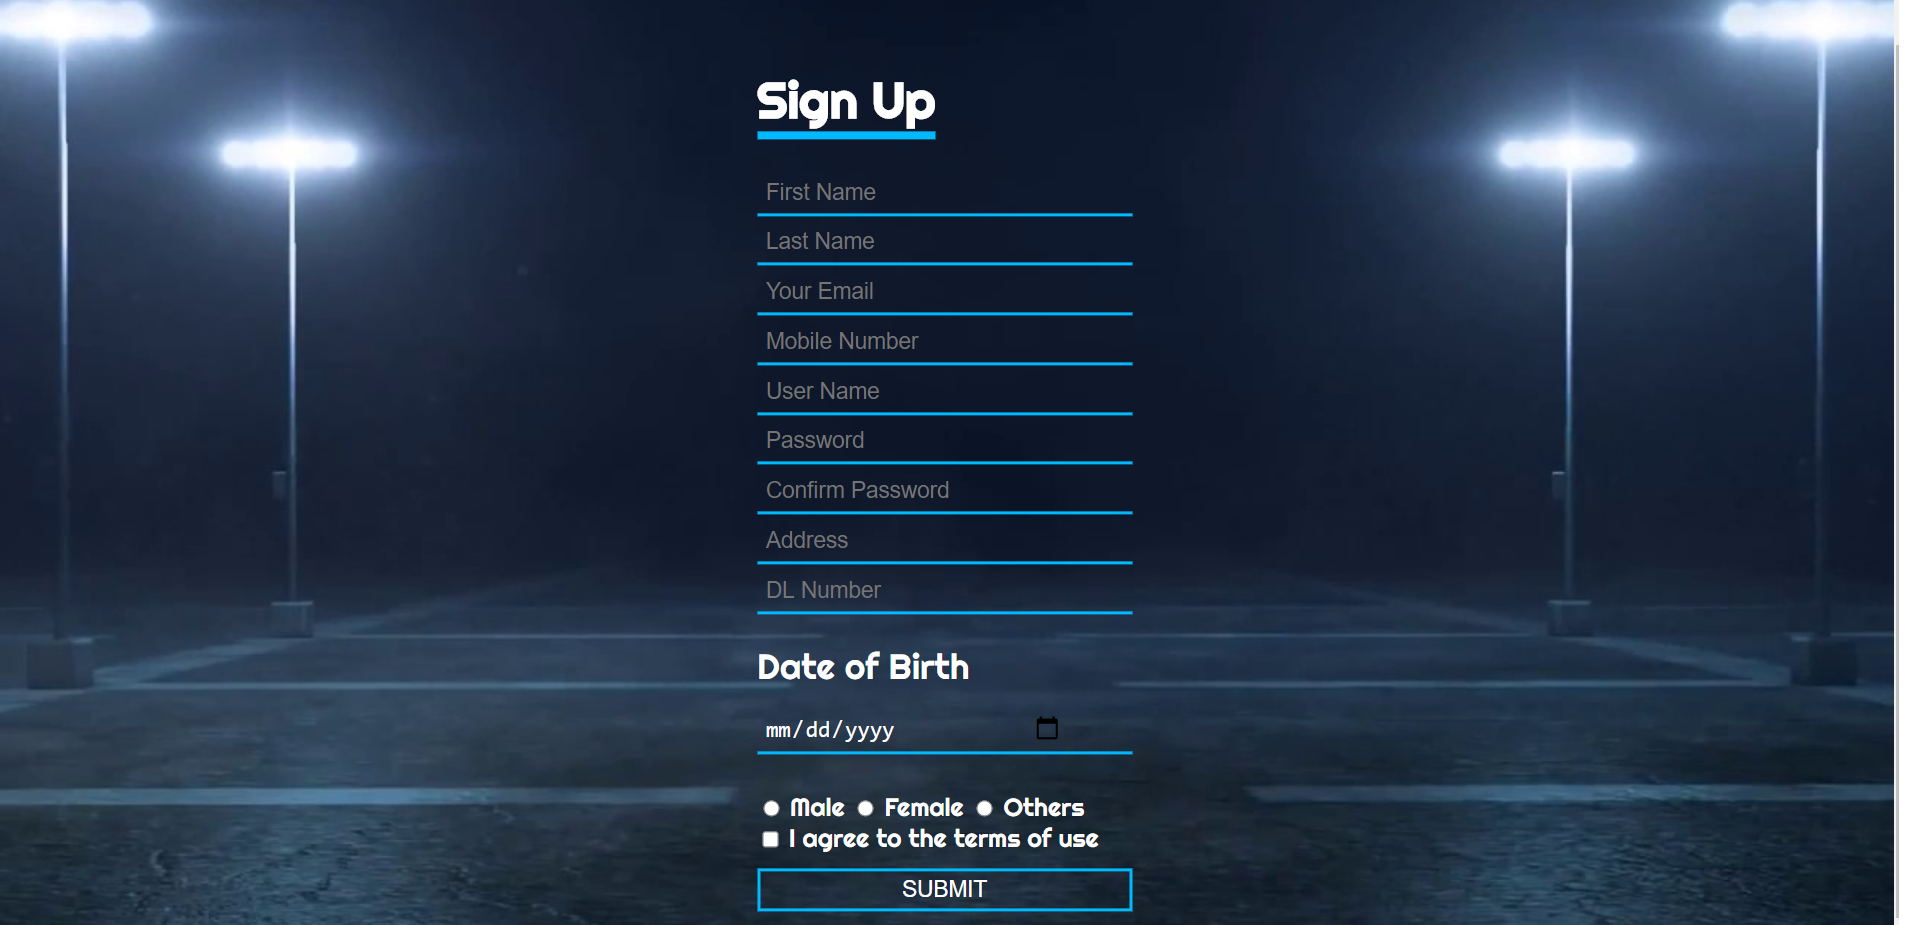 Sign Up
First Name
Last Name
Your Email
Mobile Number
User Name
Password
Confirm Password
Address
DL Number
Date of Birth
mm/dd/yyyy
Male Female Others
I agree to the terms of use
SUBMIT